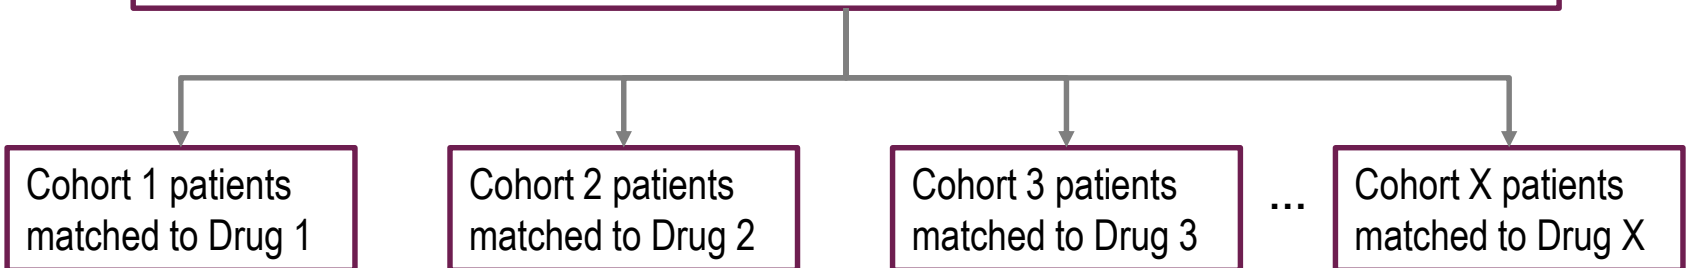 Cohort 1 patients
matched to Drug 1
Cohort 2 patients
matched to Drug 2
Cohort 3 patients
matched to Drug 3
...
Cohort X patients
matched to Drug X